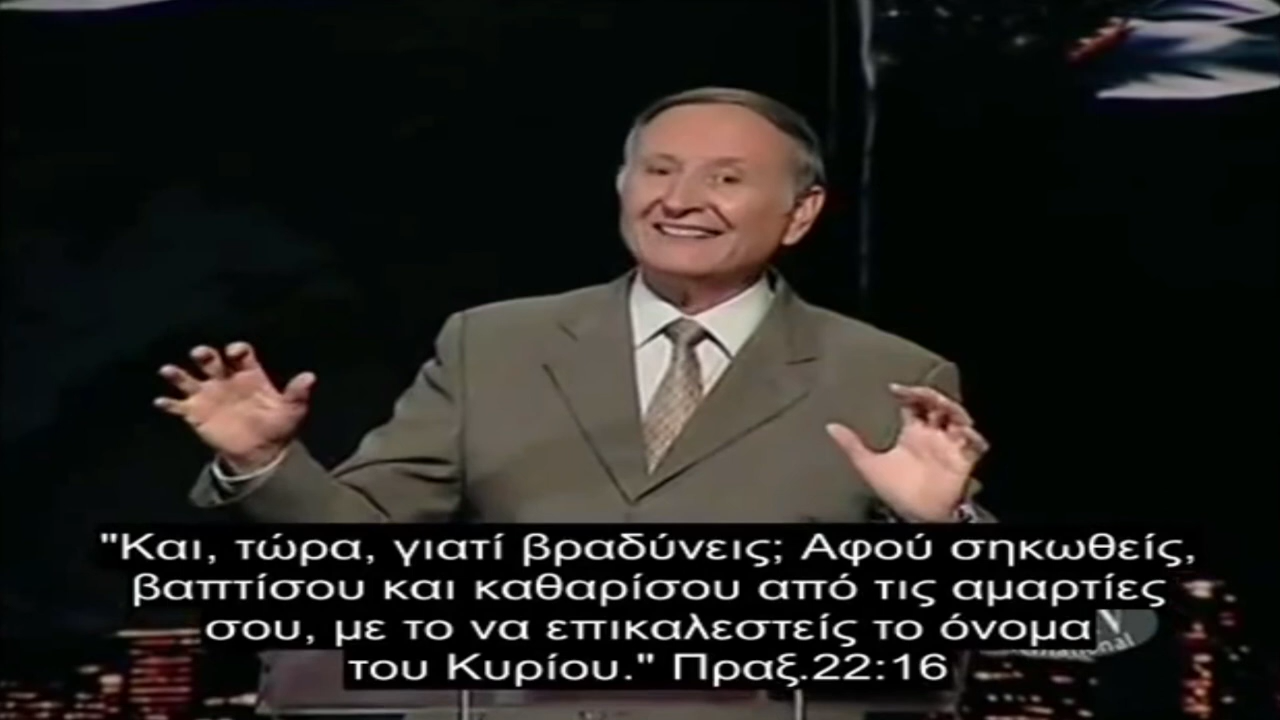 "Και, τώρα, γιατί βραδύνεις; Αφού σηκωθείς,
βαπτίσου και καθαρίσου από τις αμαρτίες
σου, με το να επικαλεστείς το όνομα
του Κυρίου." Πραξ.22:16